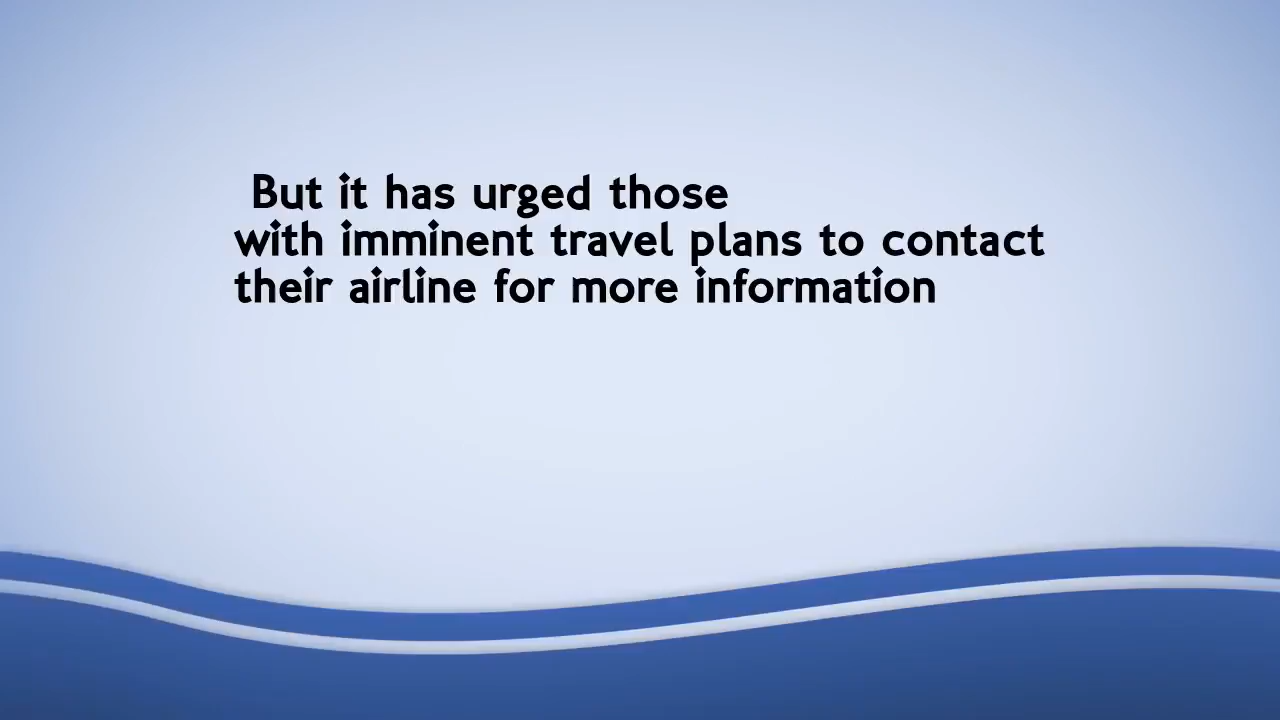 But it has urged those
with imminent travel plans to contact
their airline for more information